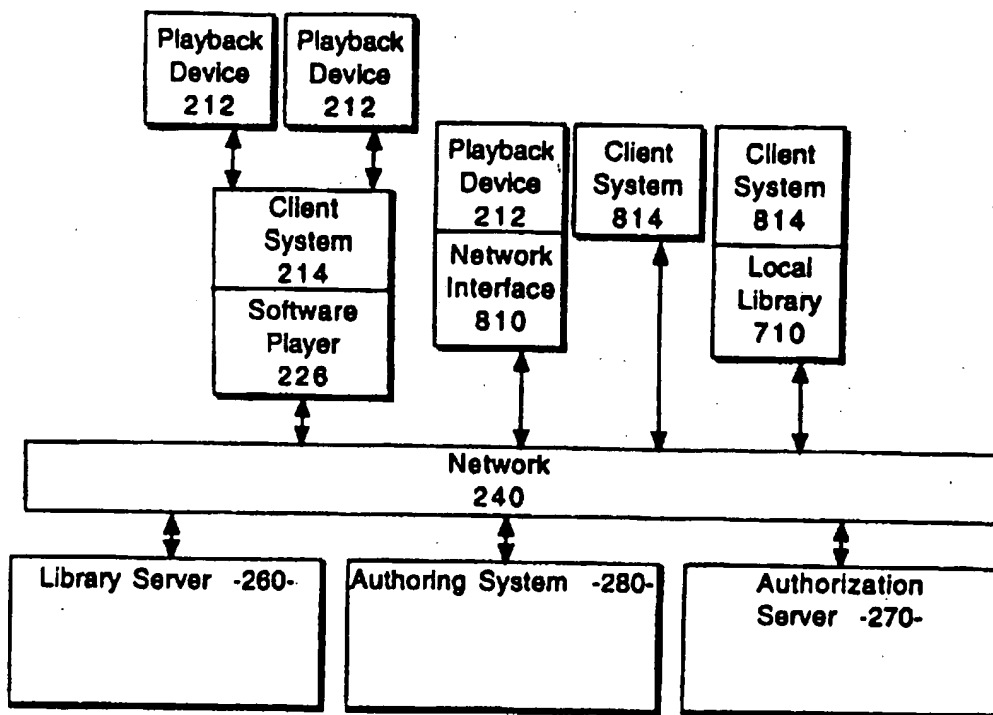 Playback
Device
212
Playback
Device
212
Client
System
214
Software
Player
226
Playback
Device
212
Network
Interface
810
Client
System
814
Client
System
814
Local
Library
710
Network
240
Library Server -260-
Authoring System -280-
Authorization
Server -270-